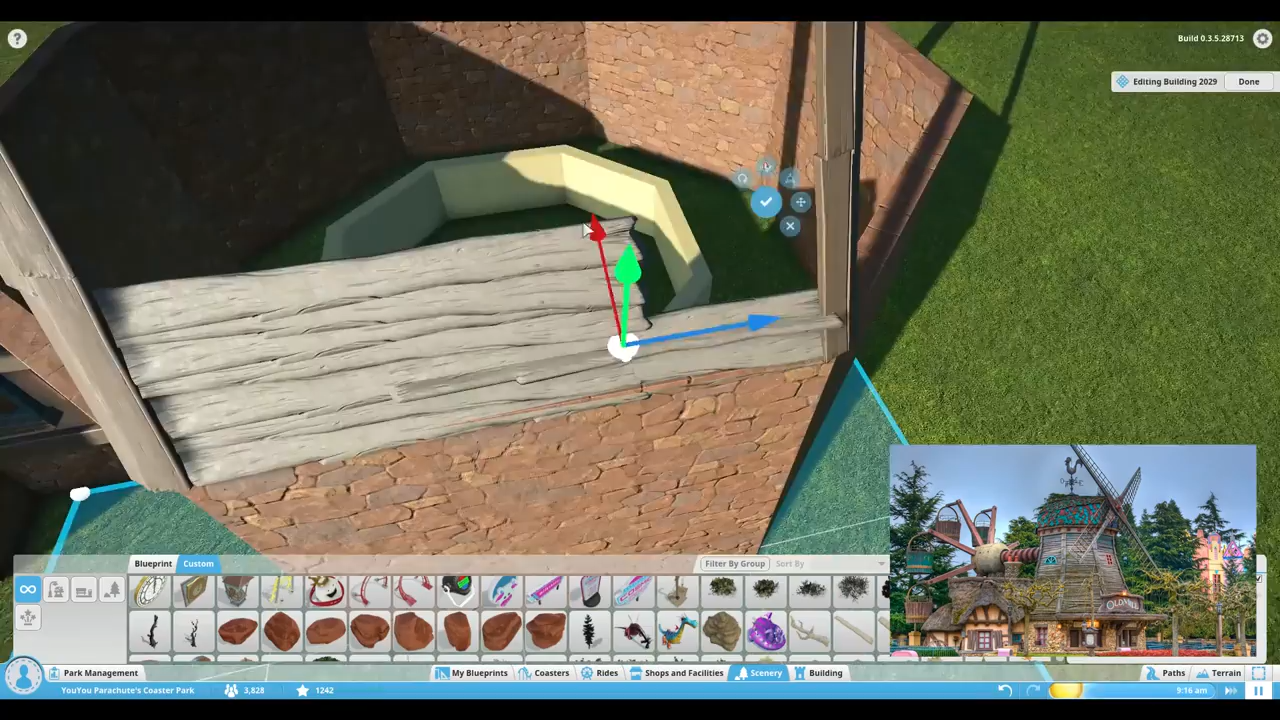 ?
Build 0.3.5.28713
Editing Building 2029 Done
Blueprint Custom
Filter By Group Sort By
OLD MILL
Park Management
My Blueprints Coasters Rides Shops and Facilities Scenery Building
Paths Terrain
YouYou Parachute's Coaster Park 3,828 1242
9:16 am